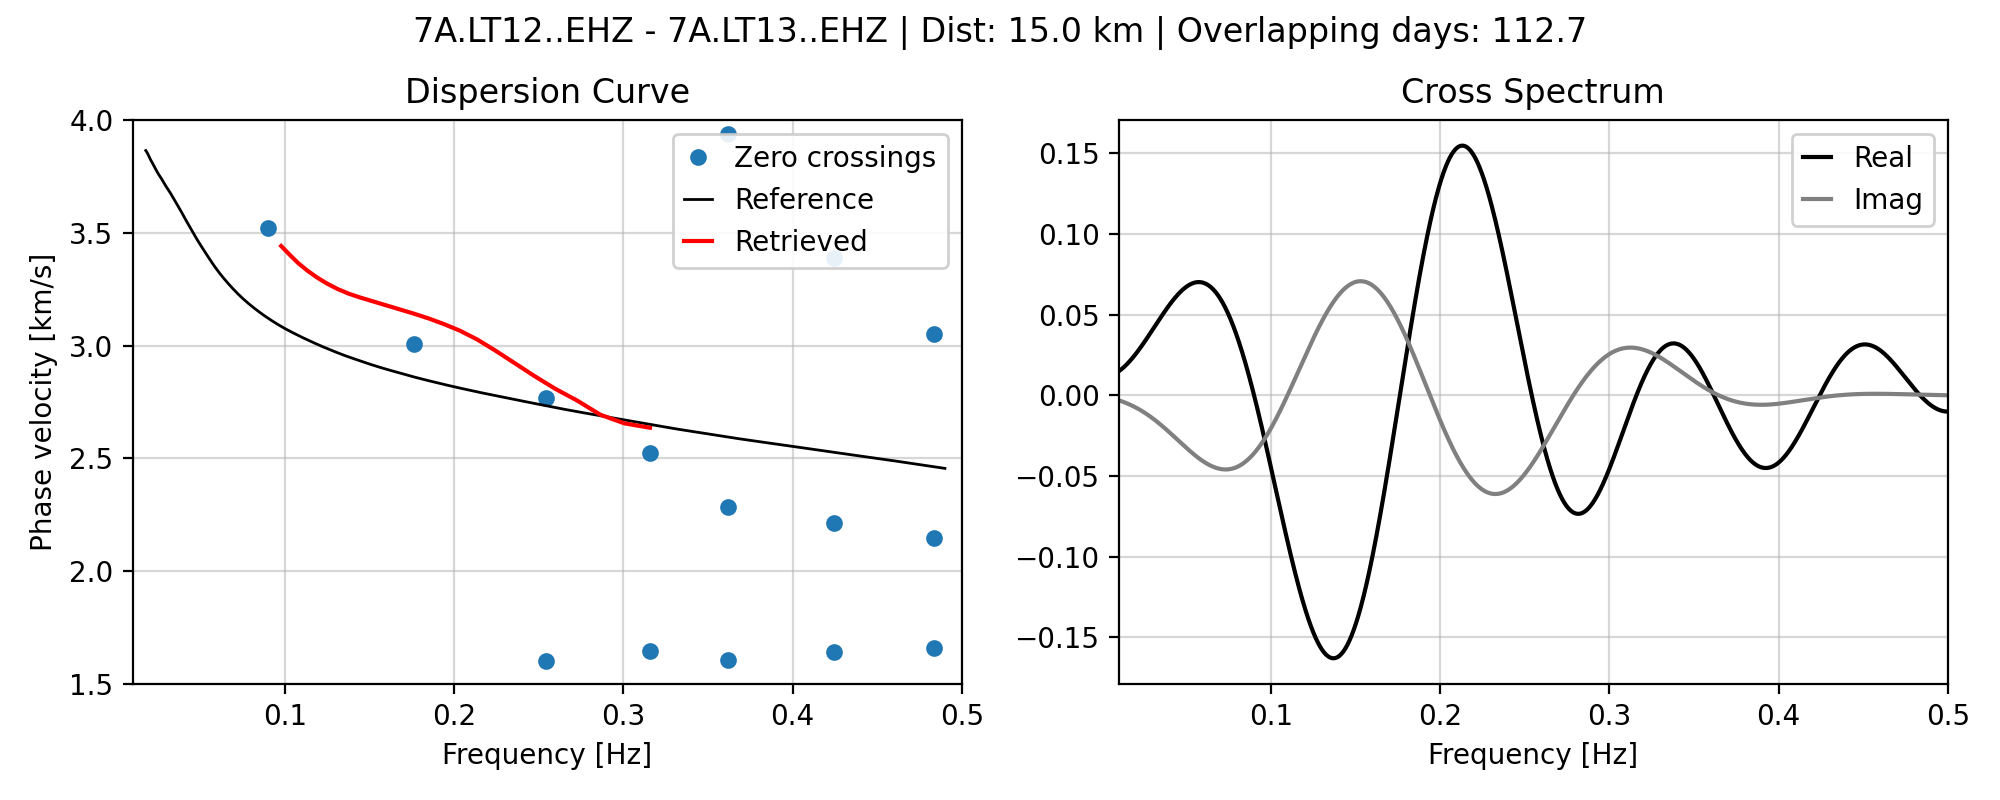 7A.LT12..EHZ - 7A.LT13..EHZ | Dist: 15.0 km | Overlapping days: 112.7
Dispersion Curve
Phase velocity [km/s]
4.0
3.5
3.0
2.5
2.0
1.5
0.1
0.2
0.3
0.4
0.5
Frequency [Hz]
Zero crossings
Reference
Retrieved
Cross Spectrum
0.15
0.10
0.05
0.00
−0.05
−0.10
−0.15
0.1
0.2
0.3
0.4
0.5
Frequency [Hz]
Real
Imag